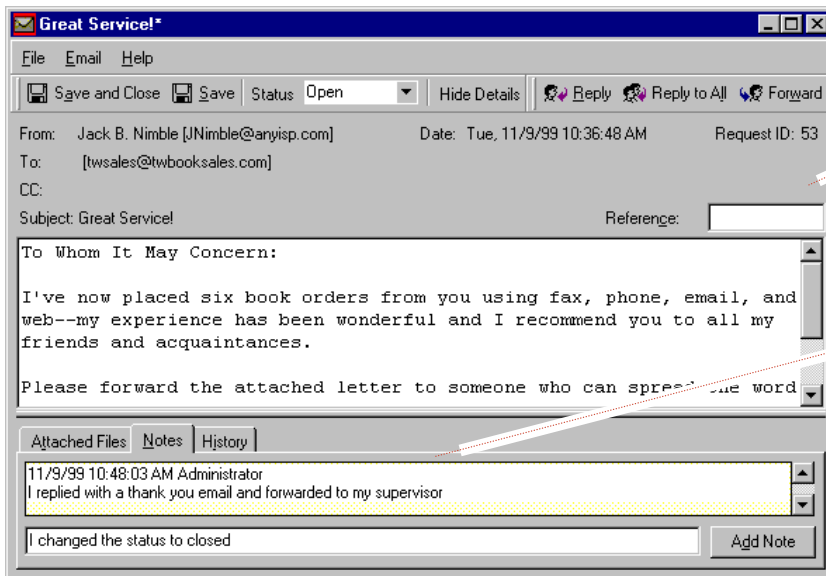 Great Service!*
File Email Help
Save and Close Save Status Open Hide Details Reply Reply to All Forward
From: Jack B. Nimble [JNimble@anyisp.com] Date: Tue, 11/9/99 10:36:48 AM Request ID: 53
To: [twsales@twbooksales.com]
CC:
Subject: Great Service! Reference:
To Whom It May Concern:
I've now placed six book orders from you using fax, phone, email, and
web--my experience has been wonderful and I recommend you to all my
friends and acquaintances.
Please forward the attached letter to someone who can spread the word
Attached Files Notes History
11/9/99 10:48:03 AM Administrator
I replied with a thank you email and forwarded to my supervisor
I changed the status to closed Add Note